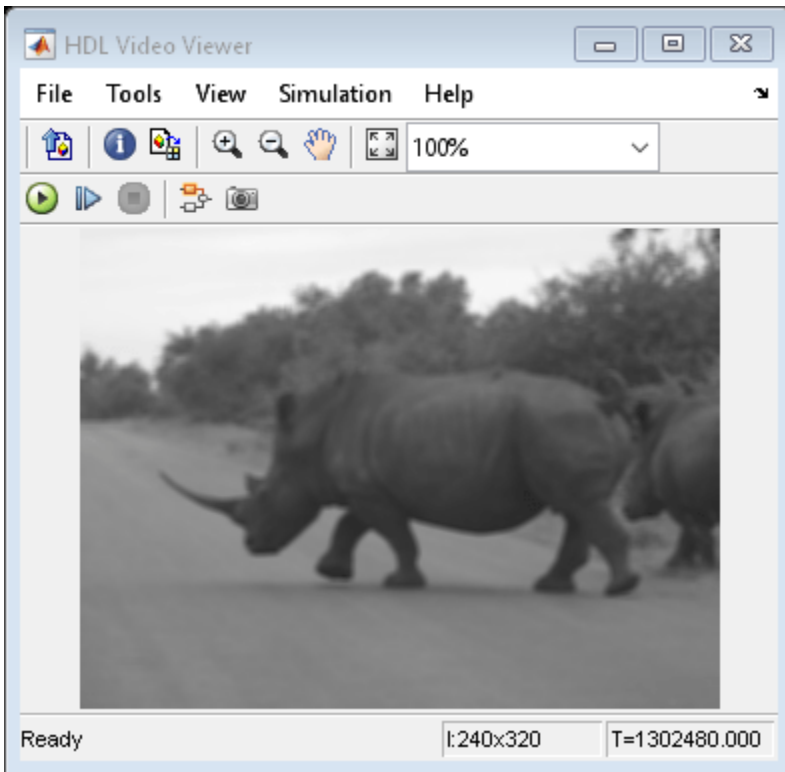 HDL Video Viewer
File Tools View Simulation Help
100%
Ready I:240x320 T=1302480.000